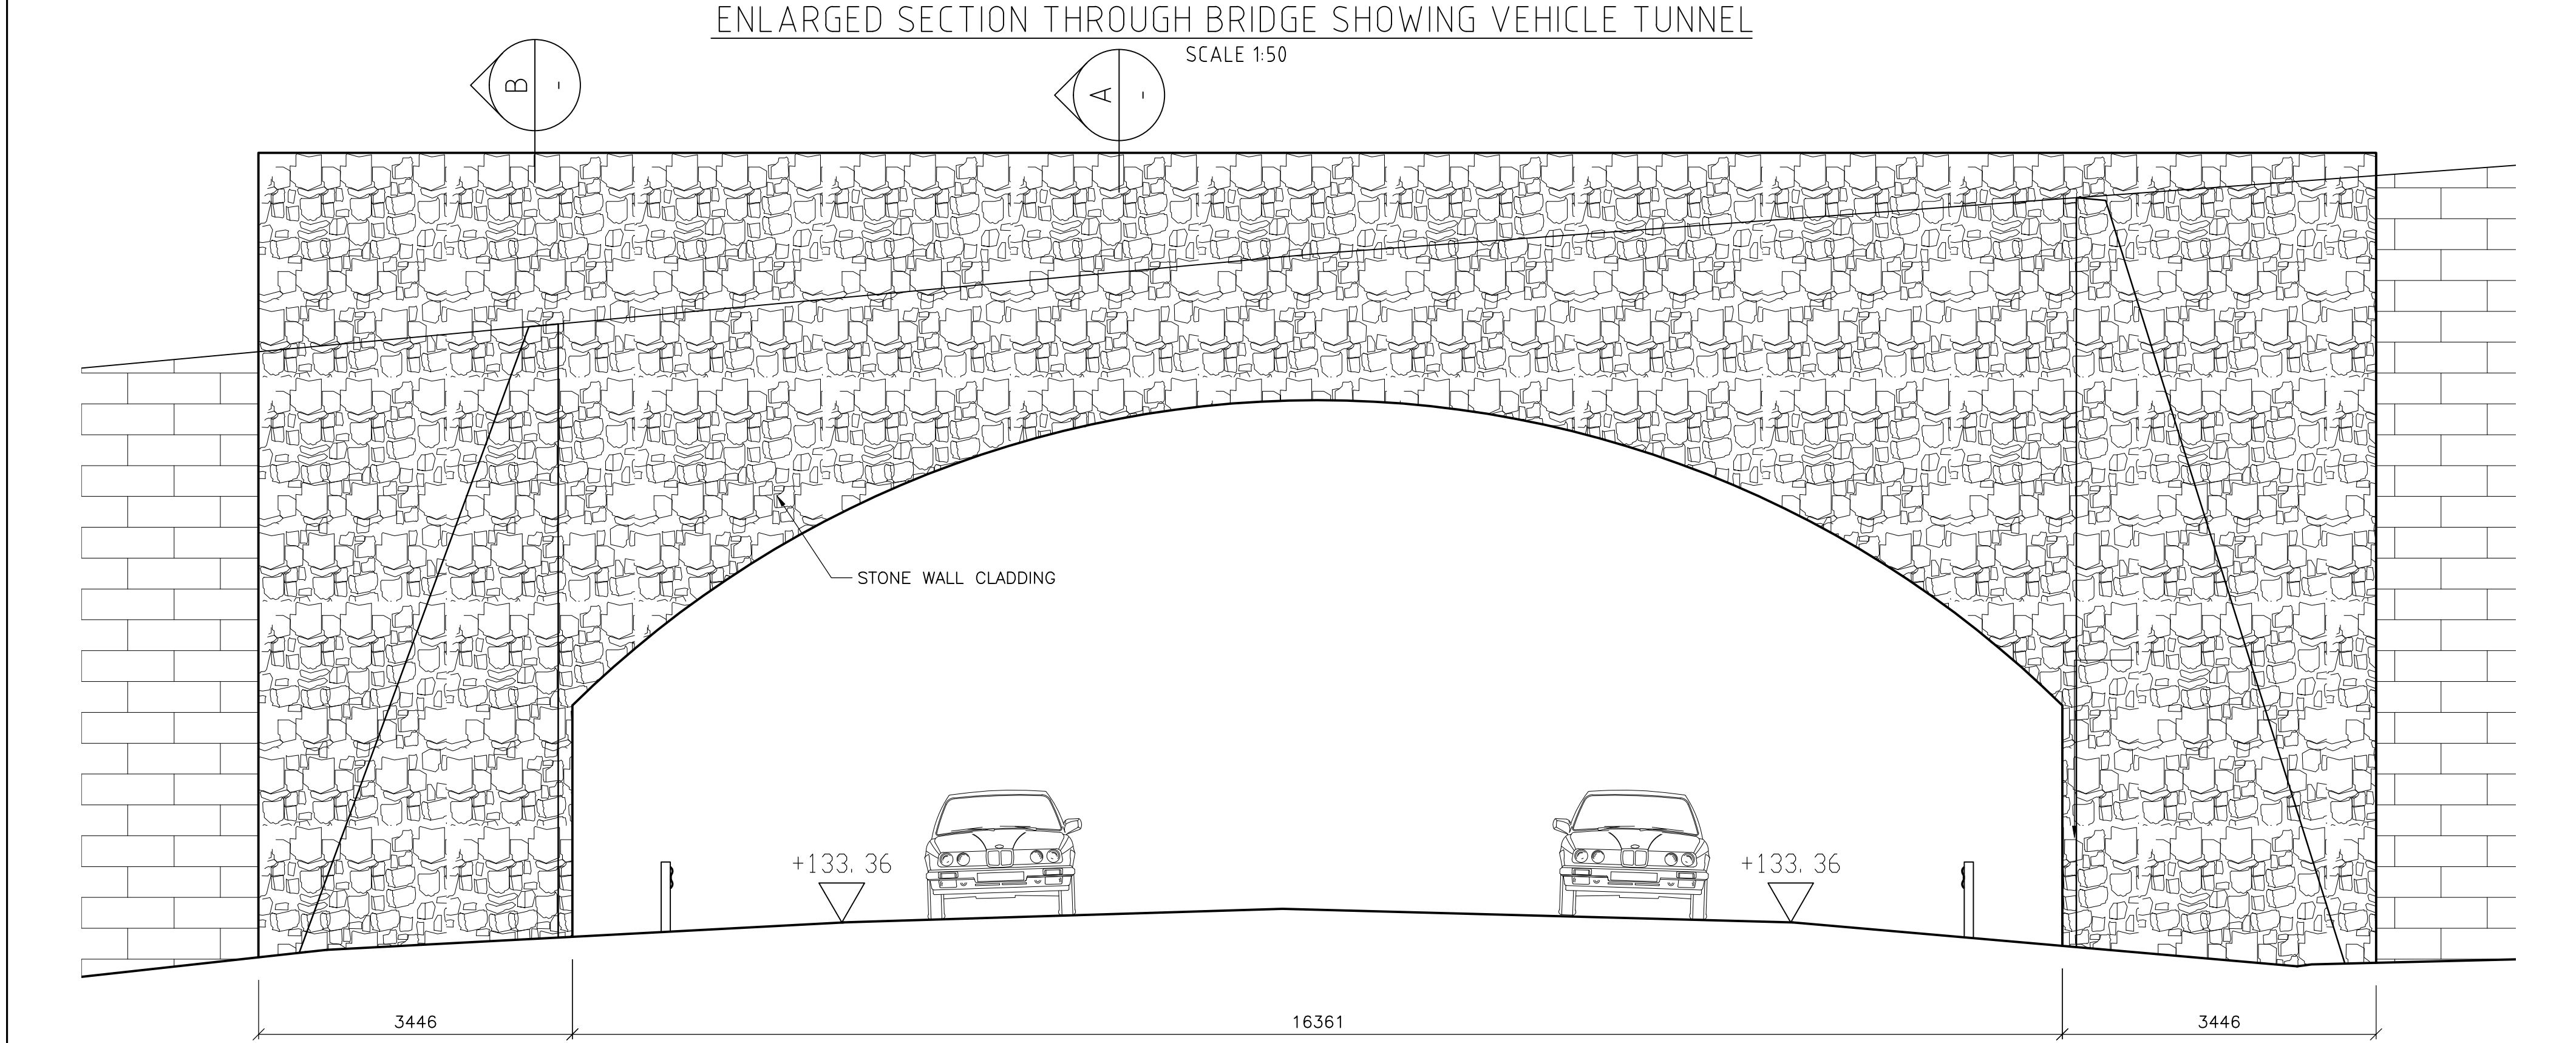 ENLARGED SECTION THROUGH BRIDGE SHOWING VEHICLE TUNNEL
SCALE 1:50
B
-
A
-
STONE WALL CLADDING
+133.36
+133.36
3446
16361
3446